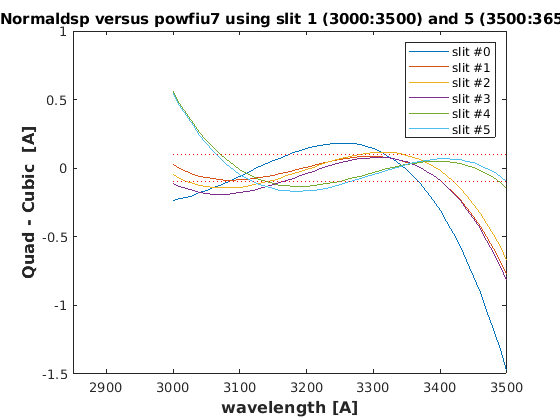 Normaldsp versus powfiu7 using slit 1 (3000:3500) and 5 (3500:365
1
0.5
0
-0.5
-1
-1.5
Quad - Cubic [A]
slit #0
slit #1
slit #2
slit #3
slit #4
slit #5
2900 3000 3100 3200 3300 3400 3500
wavelength [A]